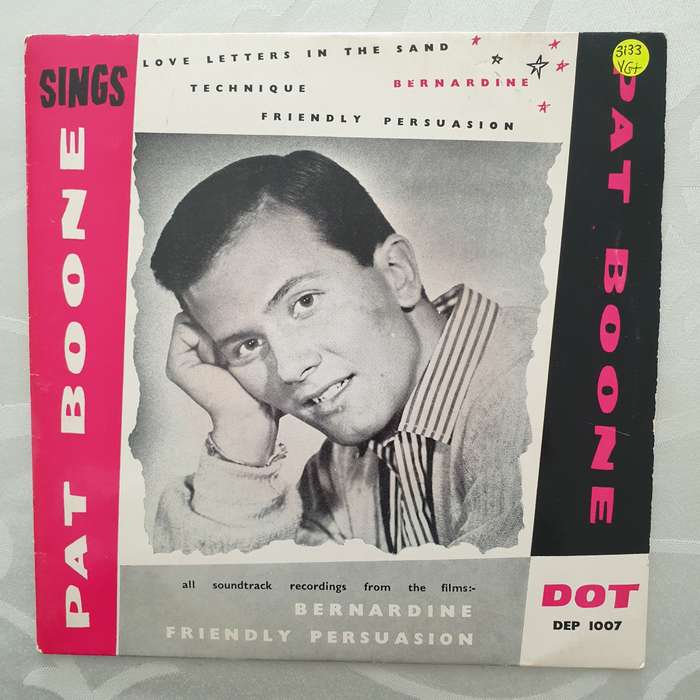 SINGS
PAT BOONE
LOVE LETTERS IN THE SAND
TECHNIQUE BERNARDINE
FRIENDLY PERSUASION
3133
VG+
PAT BOONE
all soundtrack recordings from the films:-
BERNARDINE
FRIENDLY PERSUASION
DOT
DEP 1007